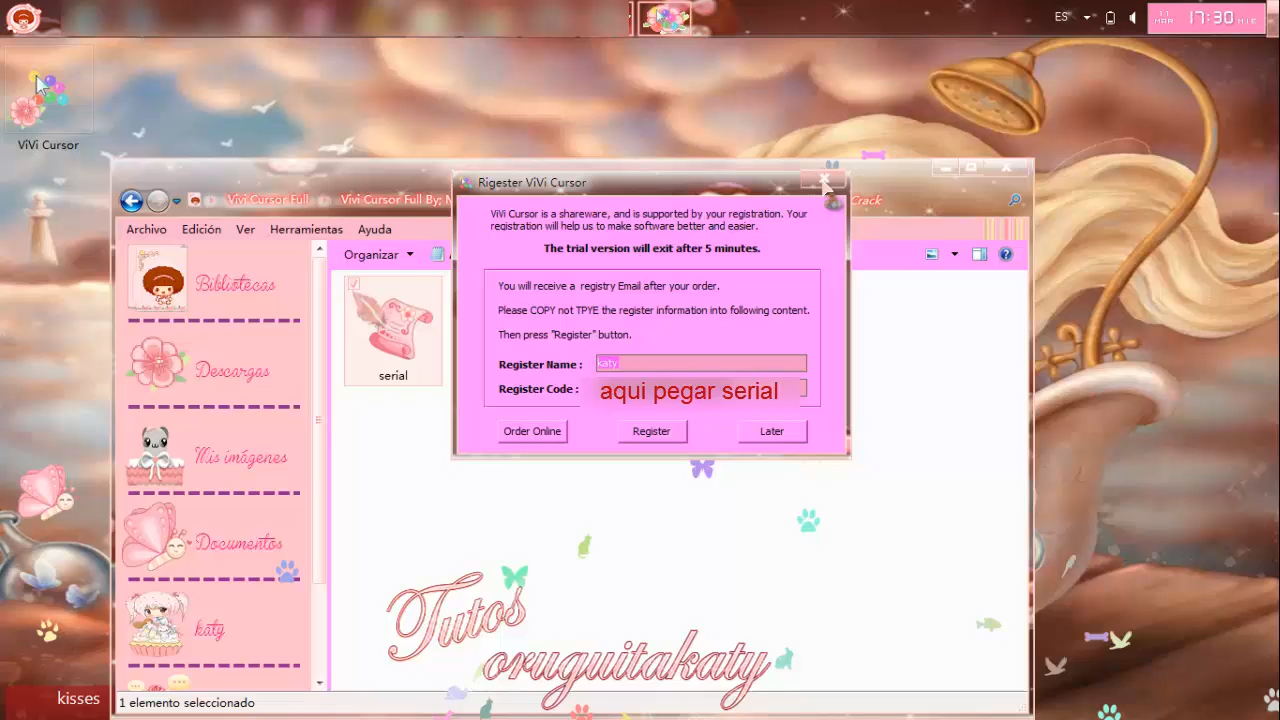 ES
11
MAR
17:30
MIE
ViVi Cursor
Vivi Cursor Full
Vivi Cursor Full By;
Crack
Archivo Edición Ver Herramientas Ayuda
Organizar
Bibliotecas
Descargas
Mis imágenes
Documentos
katy
serial
Rigester ViVi Cursor
ViVi Cursor is a shareware, and is supported by your registration. Your
registration will help us to make software better and easier.
The trial version will exit after 5 minutes.
You will receive a registry Email after your order.
Please COPY not TPYE the register information into following content.
Then press "Register" button.
Register Name : katy
Register Code : aqui pegar serial
Order Online Register Later
Tutos
oruguitakaty
1 elemento seleccionado
kisses